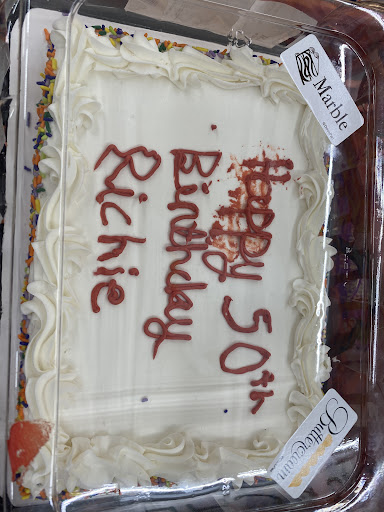 Happy 50th
Birthday
Richie
Marble
Buttercream